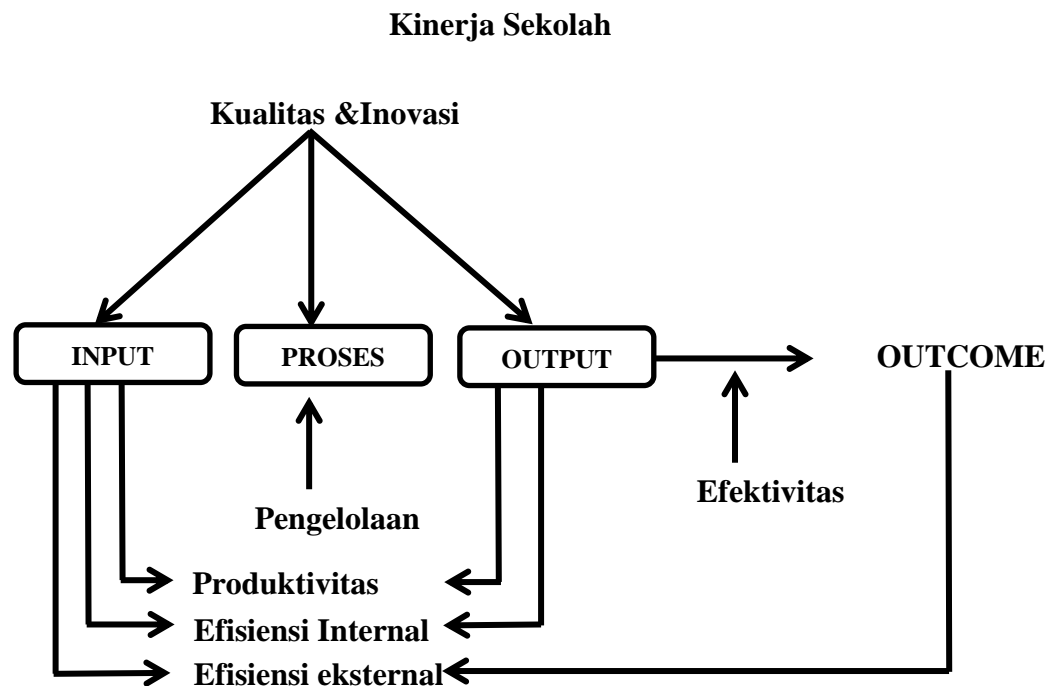 Kinerja Sekolah
Kualitas &Inovasi
INPUT
PROSES
OUTPUT
OUTCOME
Efektivitas
Pengelolaan
Produktivitas
Efisiensi Internal
Efisiensi eksternal